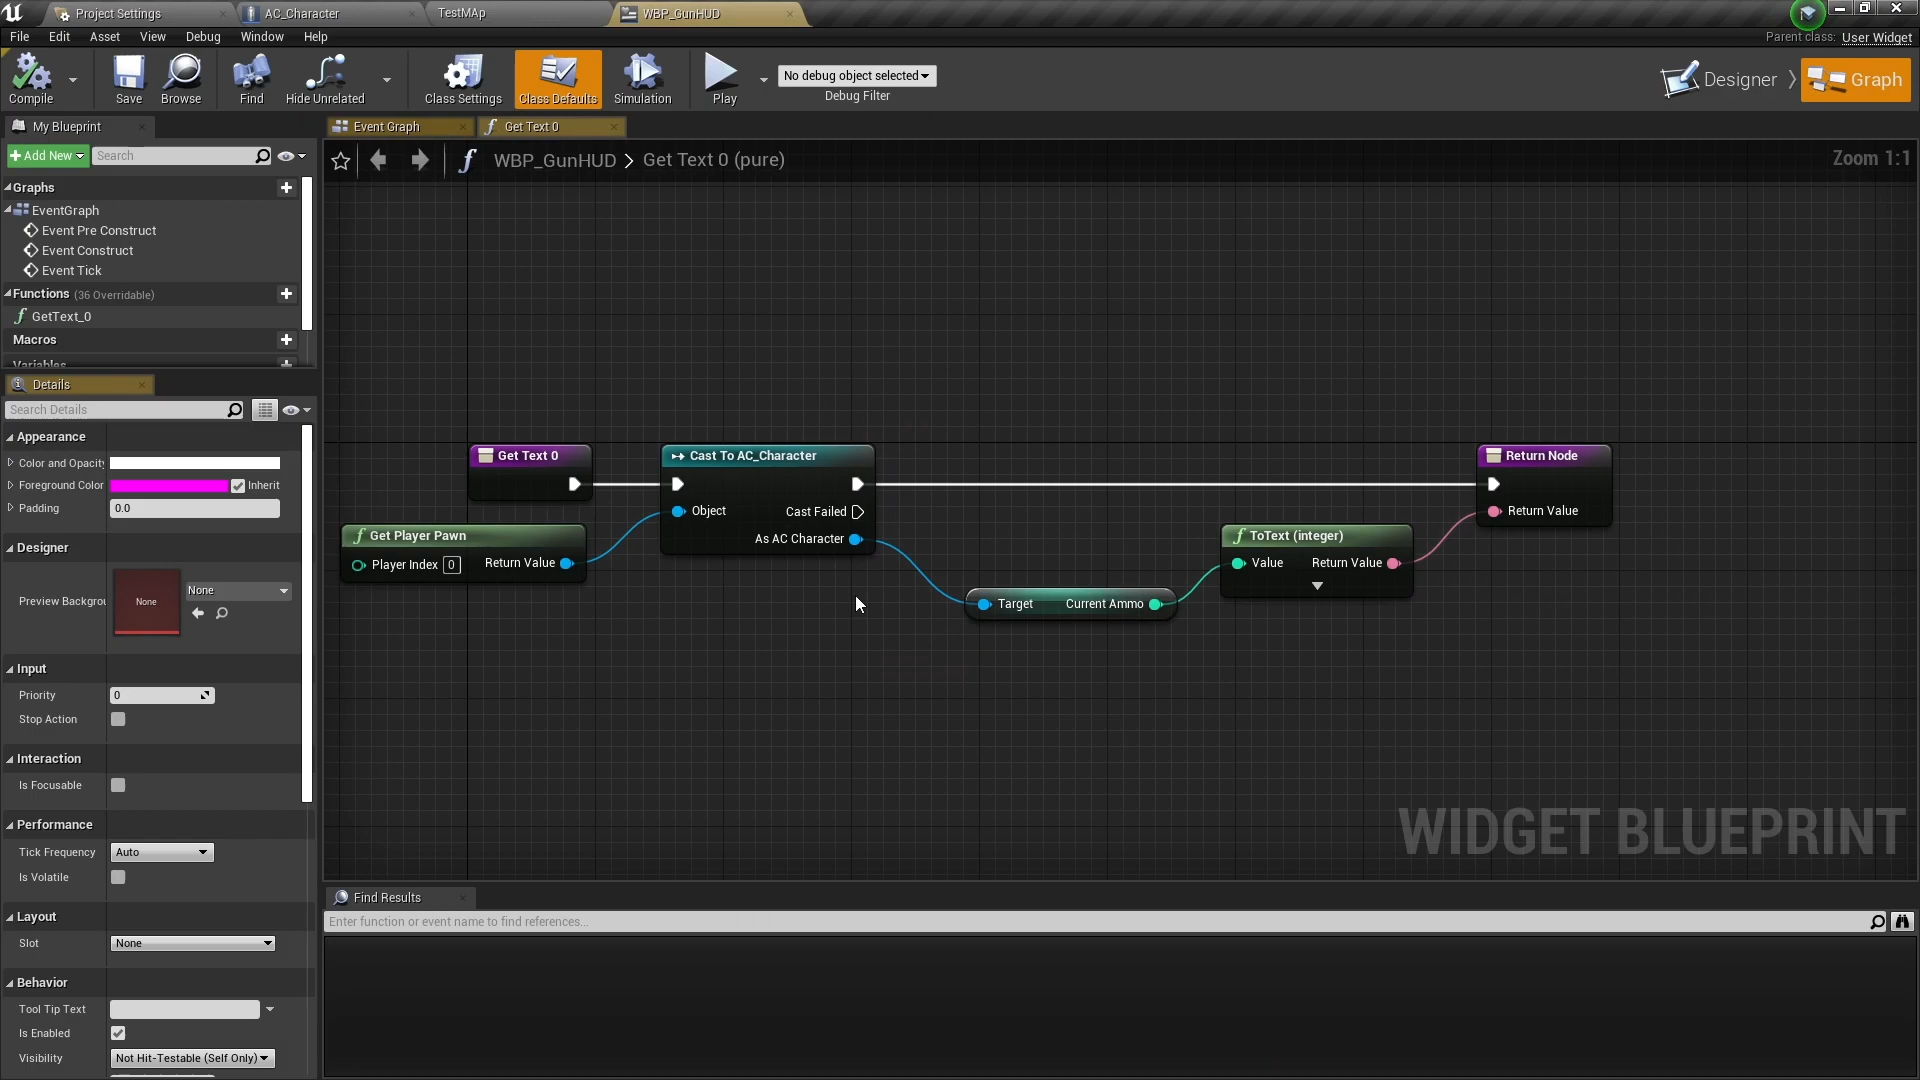 Project Settings
AC_Character
TestMAp
WBP_GunHUD
File Edit Asset View Debug Window Help
Parent class: User Widget
Compile
Save
Browse
Find
Hide Unrelated
Class Settings
Class Defaults
Simulation
Play
No debug object selected
Debug Filter
Designer
Graph
My Blueprint
Event Graph
Get Text 0
Add New
Search
WBP_GunHUD > Get Text 0 (pure)
Zoom 1:1
Graphs
EventGraph
Event Pre Construct
Event Construct
Event Tick
Functions (36 Overridable)
GetText_0
Macros
Variables
Details
Search Details
Appearance
Color and Opacity
Foreground Color
Inherit
Padding
0.0
Designer
Preview Backgrou
None
None
Input
Priority
0
Stop Action
Interaction
Is Focusable
Performance
Tick Frequency
Auto
Is Volatile
Layout
Slot
None
Behavior
Tool Tip Text
Is Enabled
Visibility
Not Hit-Testable (Self Only)
Get Text 0
Cast To AC_Character
Object
Cast Failed
As AC Character
Get Player Pawn
Player Index 0
Return Value
Target
Current Ammo
ToText (integer)
Value
Return Value
Return Node
Return Value
WIDGET BLUEPRINT
Find Results
Enter function or event name to find references...